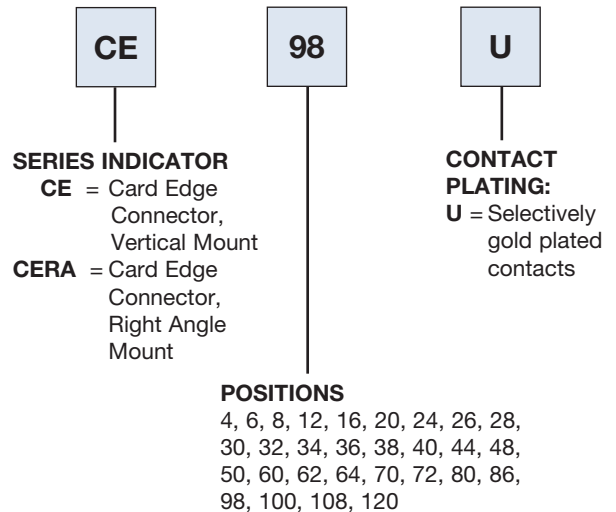 CE
98
U
SERIES INDICATOR
CE = Card Edge
Connector,
Vertical Mount
CERA = Card Edge
Connector,
Right Angle
Mount
CONTACT
PLATING:
U = Selectively
gold plated
contacts
POSITIONS
4, 6, 8, 12, 16, 20, 24, 26, 28,
30, 32, 34, 36, 38, 40, 44, 48,
50, 60, 62, 64, 70, 72, 80, 86,
98, 100, 108, 120